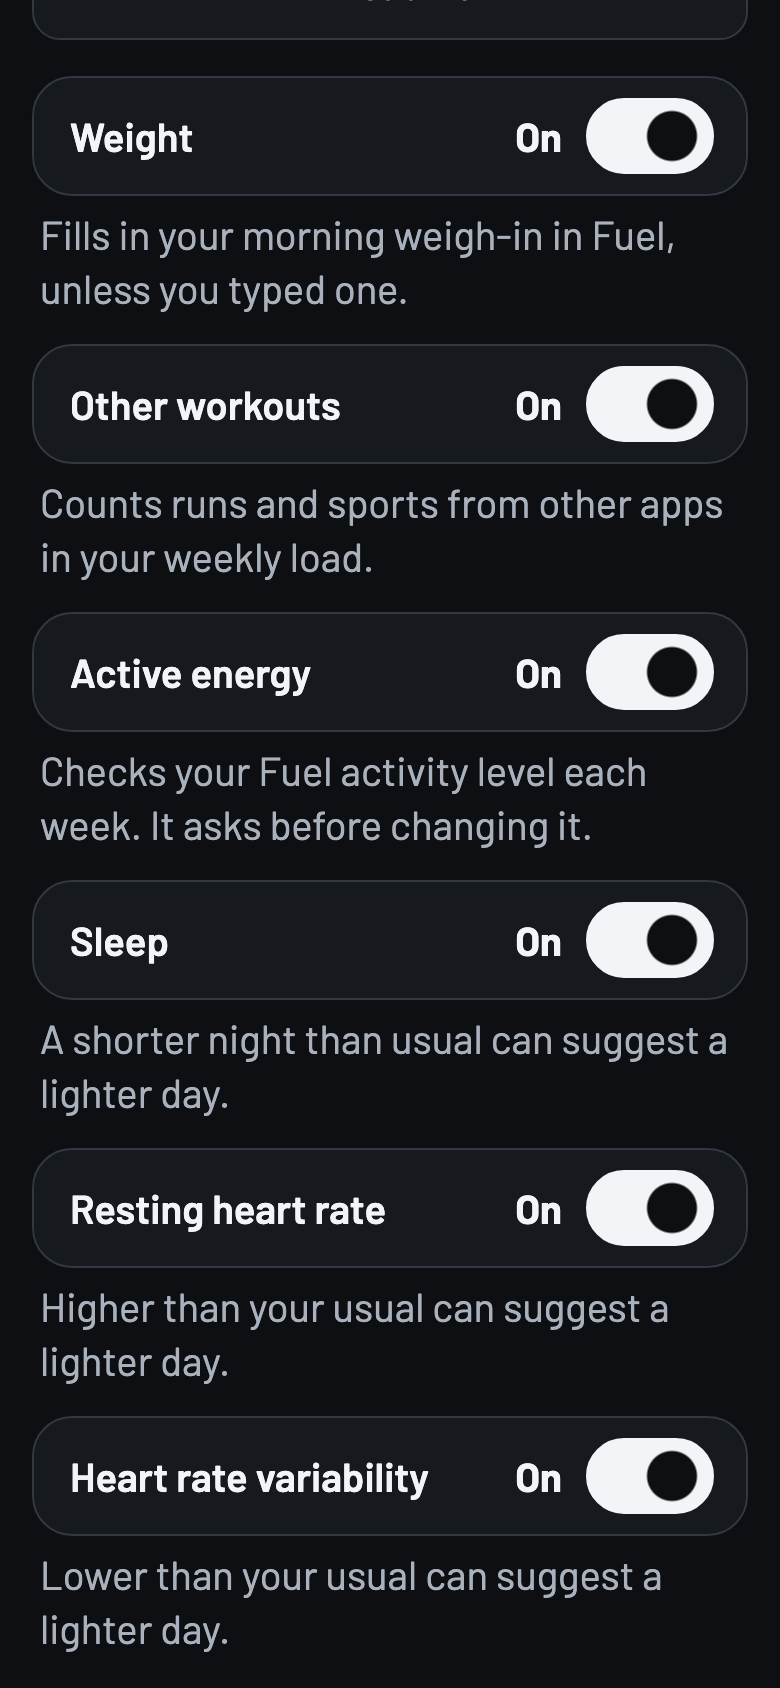 Weight On
Fills in your morning weigh-in in Fuel,
unless you typed one.
Other workouts On
Counts runs and sports from other apps
in your weekly load.
Active energy On
Checks your Fuel activity level each
week. It asks before changing it.
Sleep On
A shorter night than usual can suggest a
lighter day.
Resting heart rate On
Higher than your usual can suggest a
lighter day.
Heart rate variability On
Lower than your usual can suggest a
lighter day.